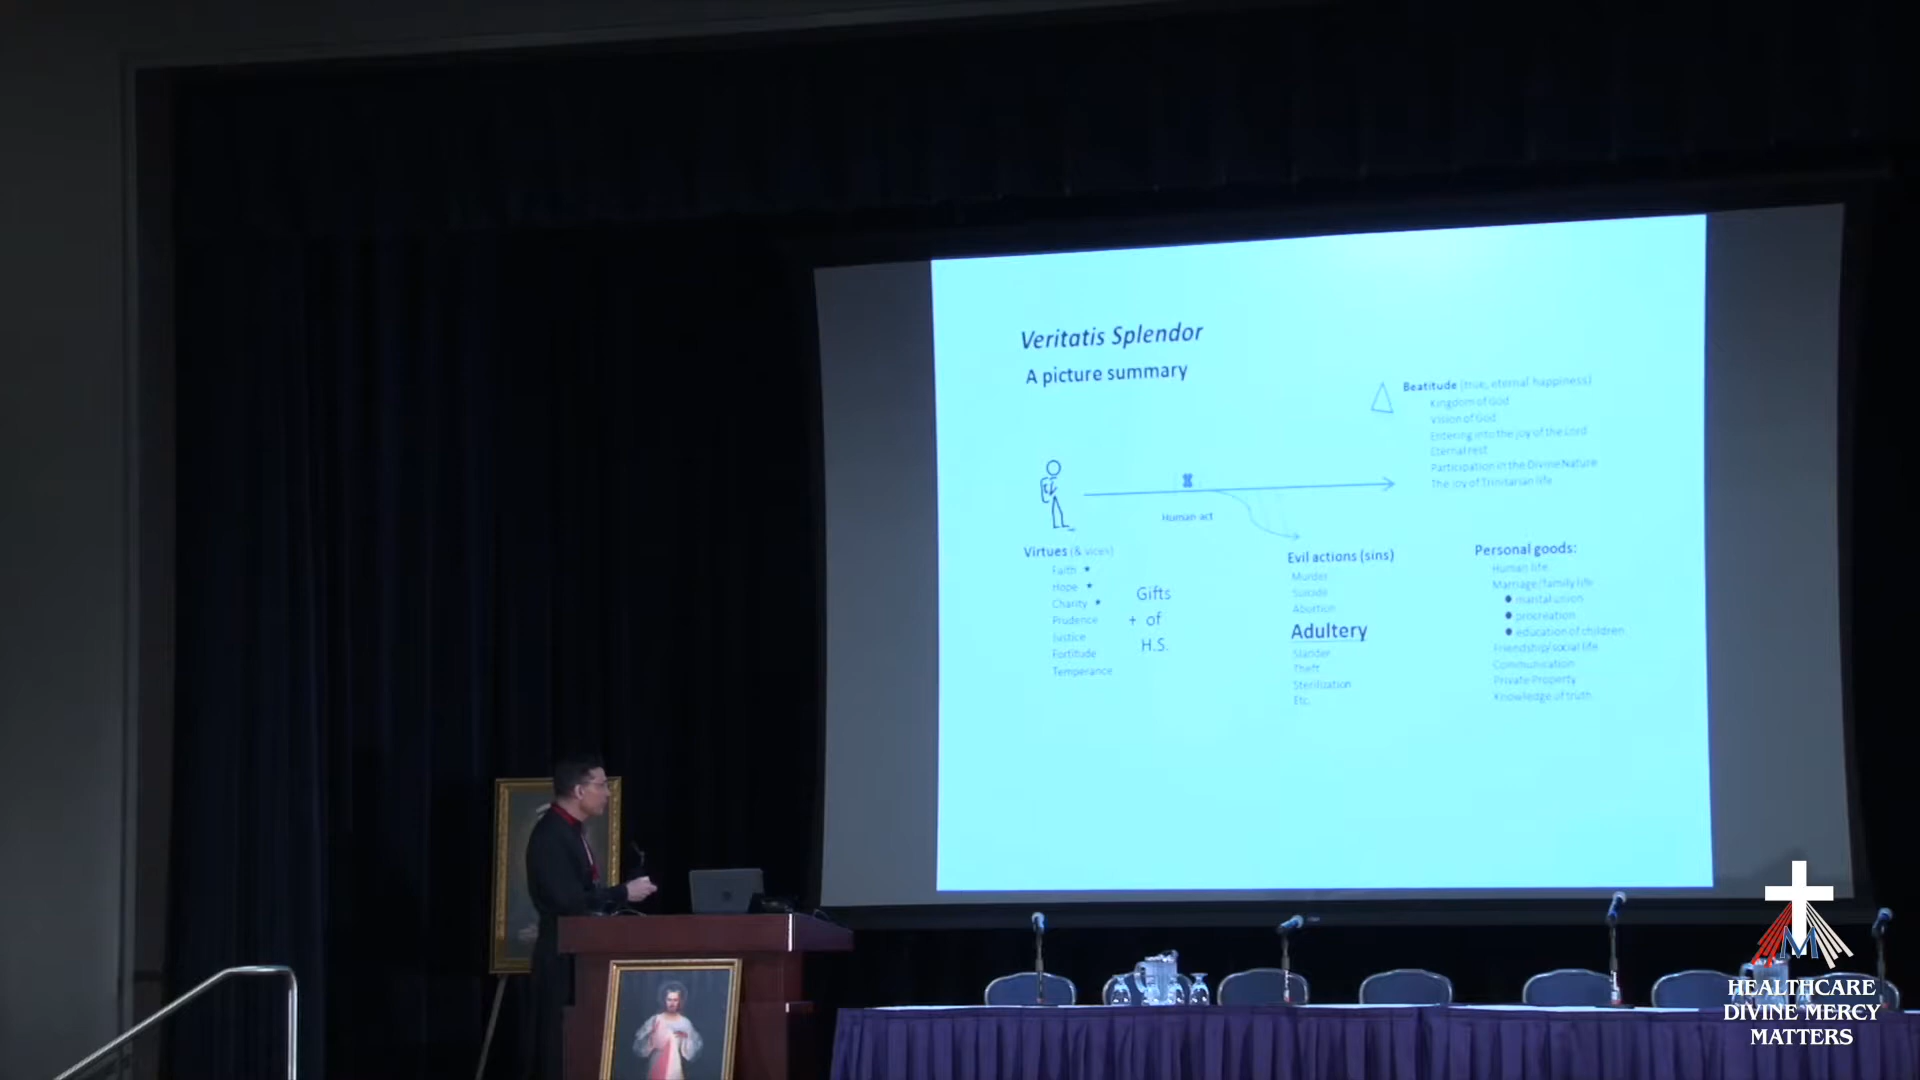 Veritatis Splendor
A picture summary
Beatitude (true, eternal happiness)
Kingdom of God
Vision of God
Entering into the joy of the Lord
Eternal rest
Participation in the Divine Nature
The joy of Trinitarian life
Human act
Virtues (& vices)
Faith ★
Hope ★
Charity ★
Prudence
Justice
Fortitude
Temperance
Gifts
+ of
H.S.
Evil actions (sins)
Murder
Suicide
Abortion
Adultery
Slander
Theft
Sterilization
Etc.
Personal goods:
Human life
Marriage/family life
• marital union
• procreation
• education of children
Friendship/social life
Communication
Private Property
Knowledge of truth
HEALTHCARE
DIVINE MERCY
MATTERS